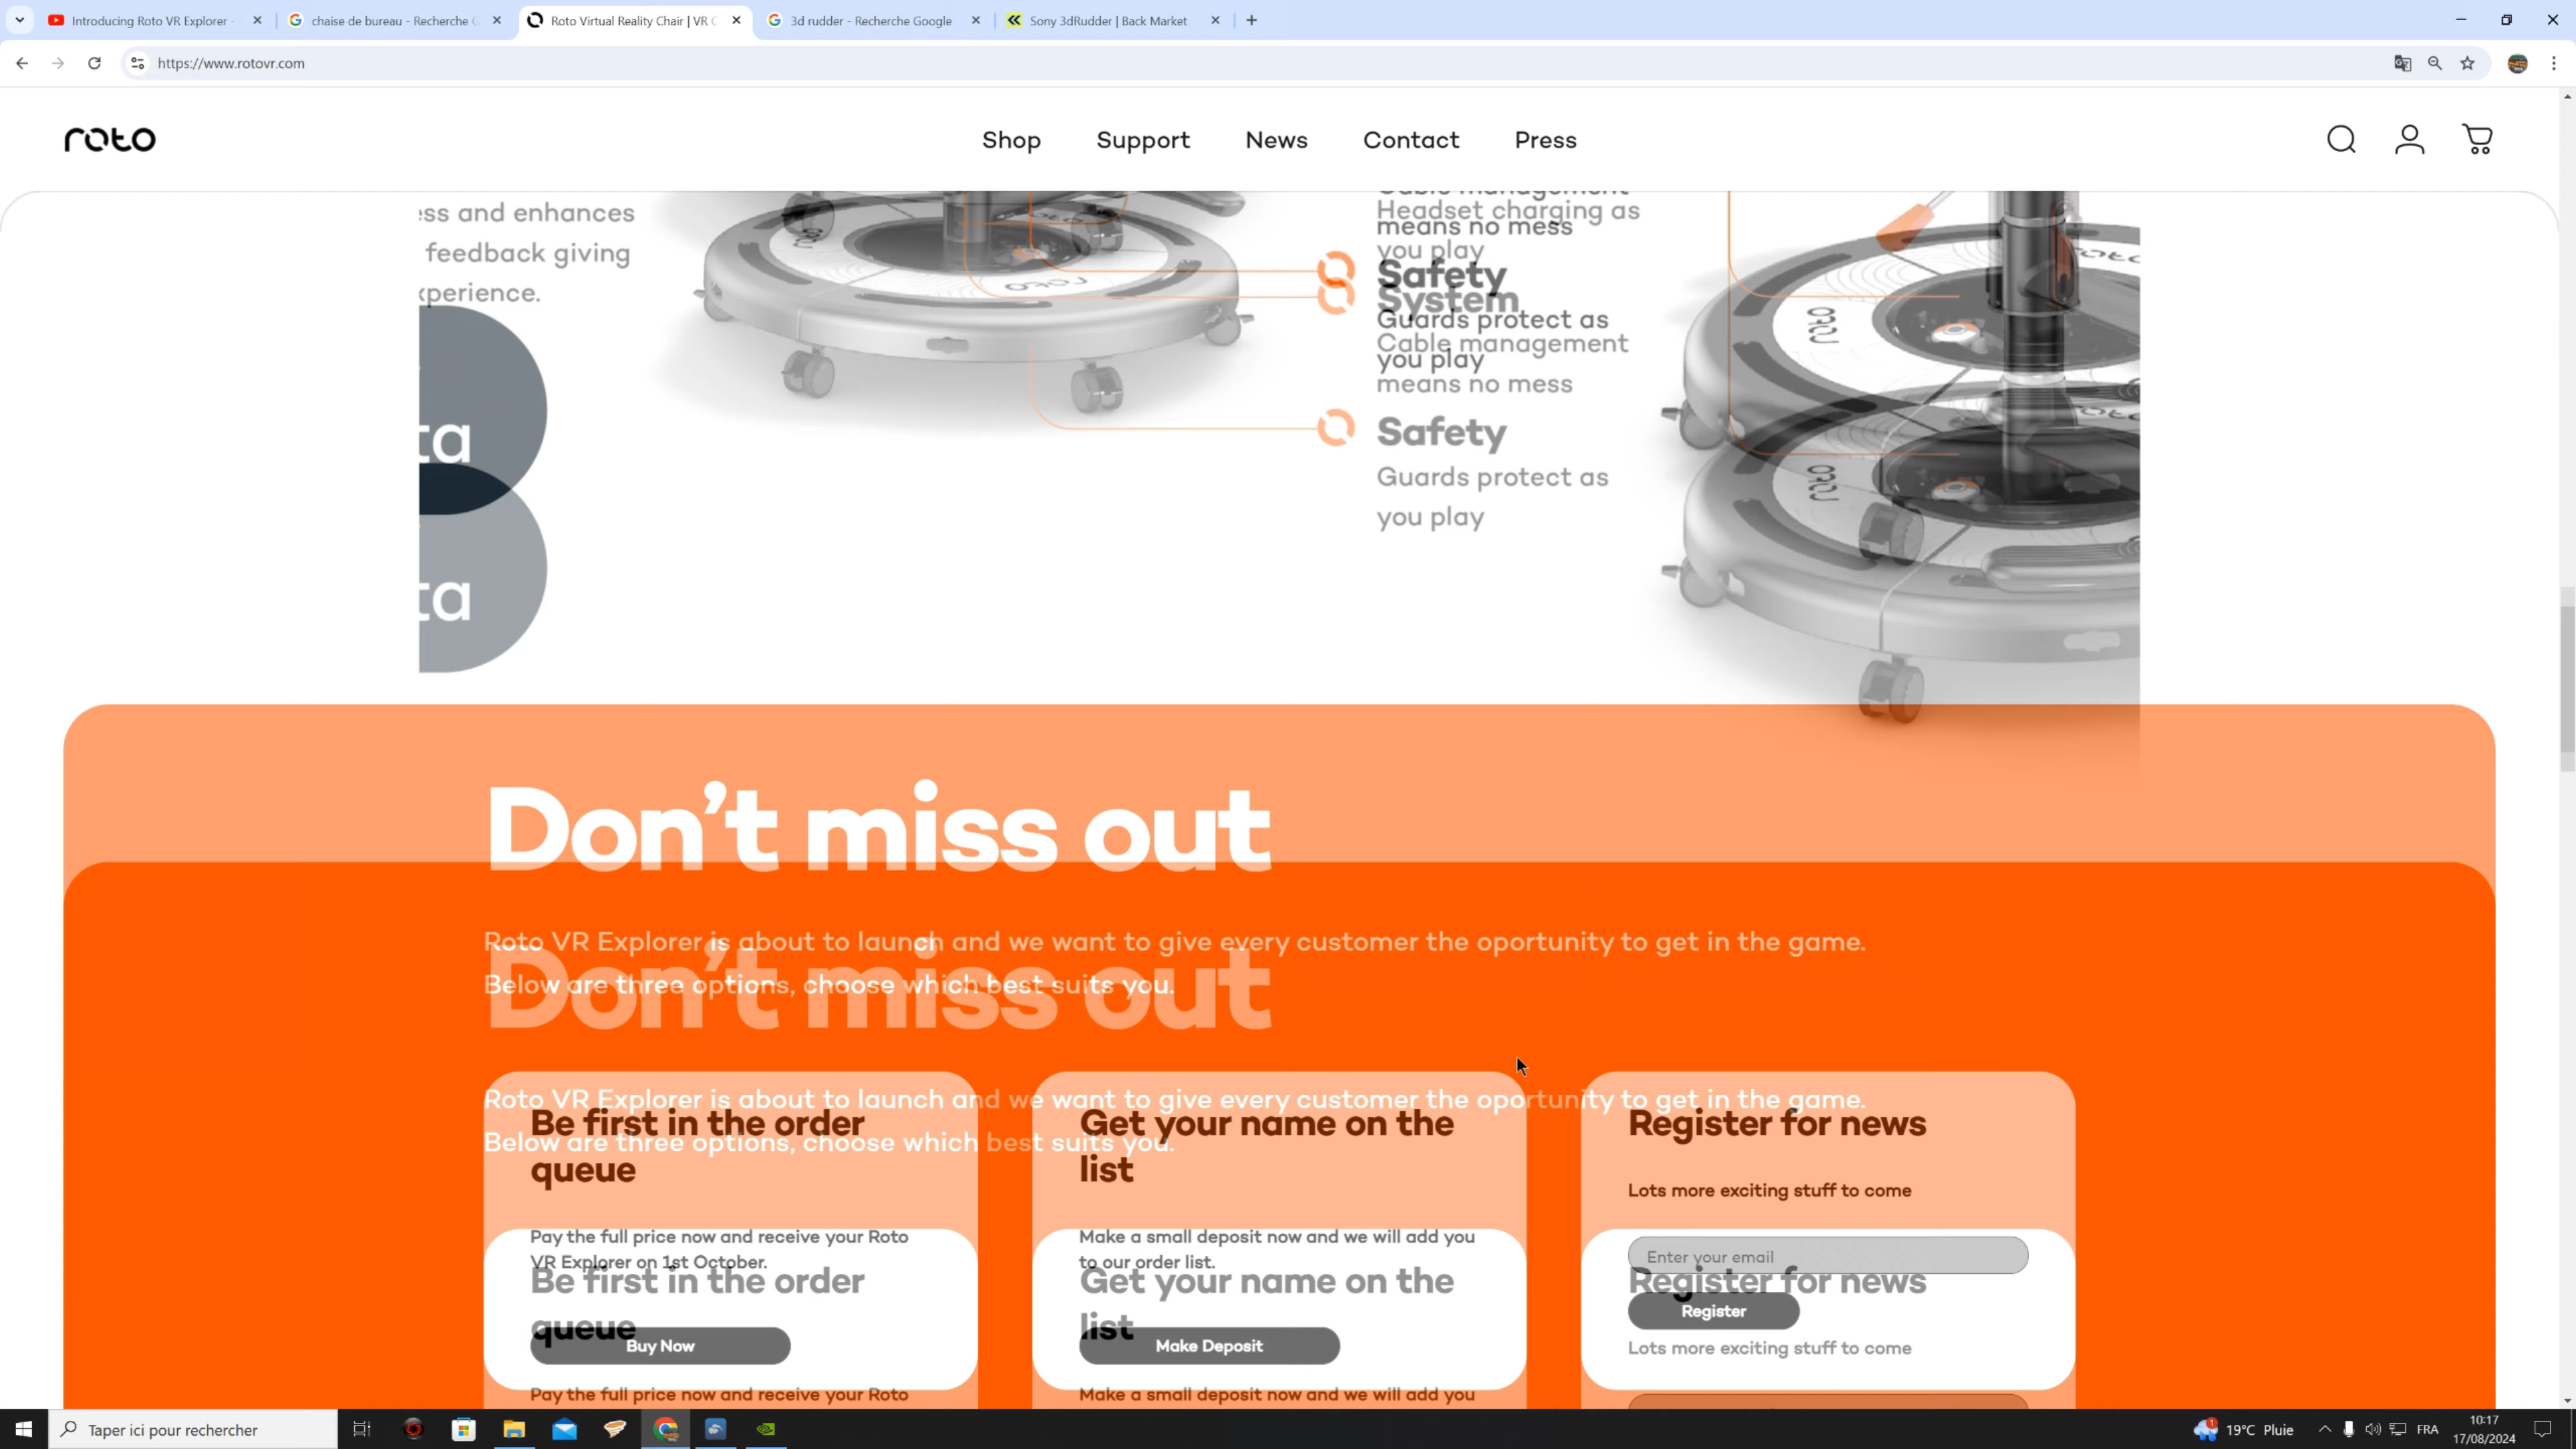 Introducing Roto VR Explorer -
chaise de bureau - Recherche G
Roto Virtual Reality Chair | VR C
3d rudder - Recherche Google
Sony 3dRudder | Back Market
https://www.rotovr.com
roto
Shop
Support
News
Contact
Press
ess and enhances
feedback giving
xperience.
ta
ta
Cable management
means no mess
Headset charging as
you play
Safety
Guards protect as
you play
System
Cable management
means no mess
Safety
Guards protect as
you play
Don't miss out
Roto VR Explorer is about to launch and we want to give every customer the oportunity to get in the game.
Below are three options, choose which best suits you.
Don't miss out
Roto VR Explorer is about to launch and we want to give every customer the oportunity to get in the game.
Below are three options, choose which best suits you.
Be first in the order
queue
Pay the full price now and receive your Roto
VR Explorer on 1st October.
Buy Now
Be first in the order
queue
Pay the full price now and receive your Roto
Get your name on the
list
Make a small deposit now and we will add you
to our order list.
Make Deposit
Get your name on the
list
Make a small deposit now and we will add you
Register for news
Lots more exciting stuff to come
Enter your email
Register
Register for news
Lots more exciting stuff to come
Taper ici pour rechercher
19°C Pluie
FRA
10:17
17/08/2024